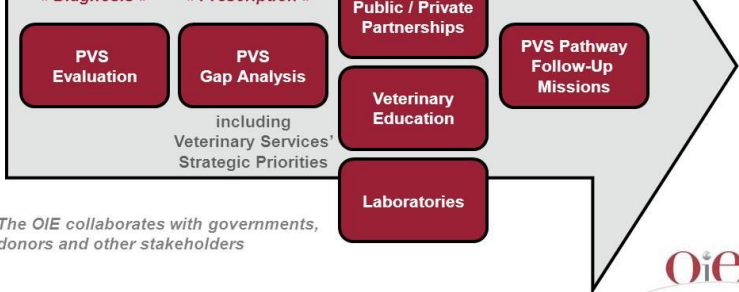 « Diagnosis »
« Prescription »
Public / Private
Partnerships
PVS
Evaluation
PVS
Gap Analysis
PVS Pathway
Follow-Up
Missions
Veterinary
Education
including
Veterinary Services'
Strategic Priorities
Laboratories
The OIE collaborates with governments,
donors and other stakeholders
OiE